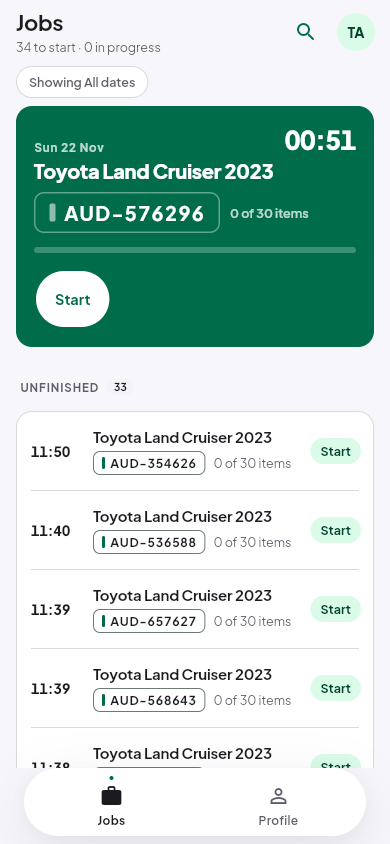 Jobs
34 to start · 0 in progress
TA
Showing All dates
Sun 22 Nov
00:51
Toyota Land Cruiser 2023
AUD-576296
0 of 30 items
Start
UNFINISHED 33
11:50
Toyota Land Cruiser 2023
AUD-354626
0 of 30 items
Start
11:40
Toyota Land Cruiser 2023
AUD-536588
0 of 30 items
Start
11:39
Toyota Land Cruiser 2023
AUD-657627
0 of 30 items
Start
11:39
Toyota Land Cruiser 2023
AUD-568643
0 of 30 items
Start
11:38
Toyota Land Cruiser 2023
Start
Jobs
Profile